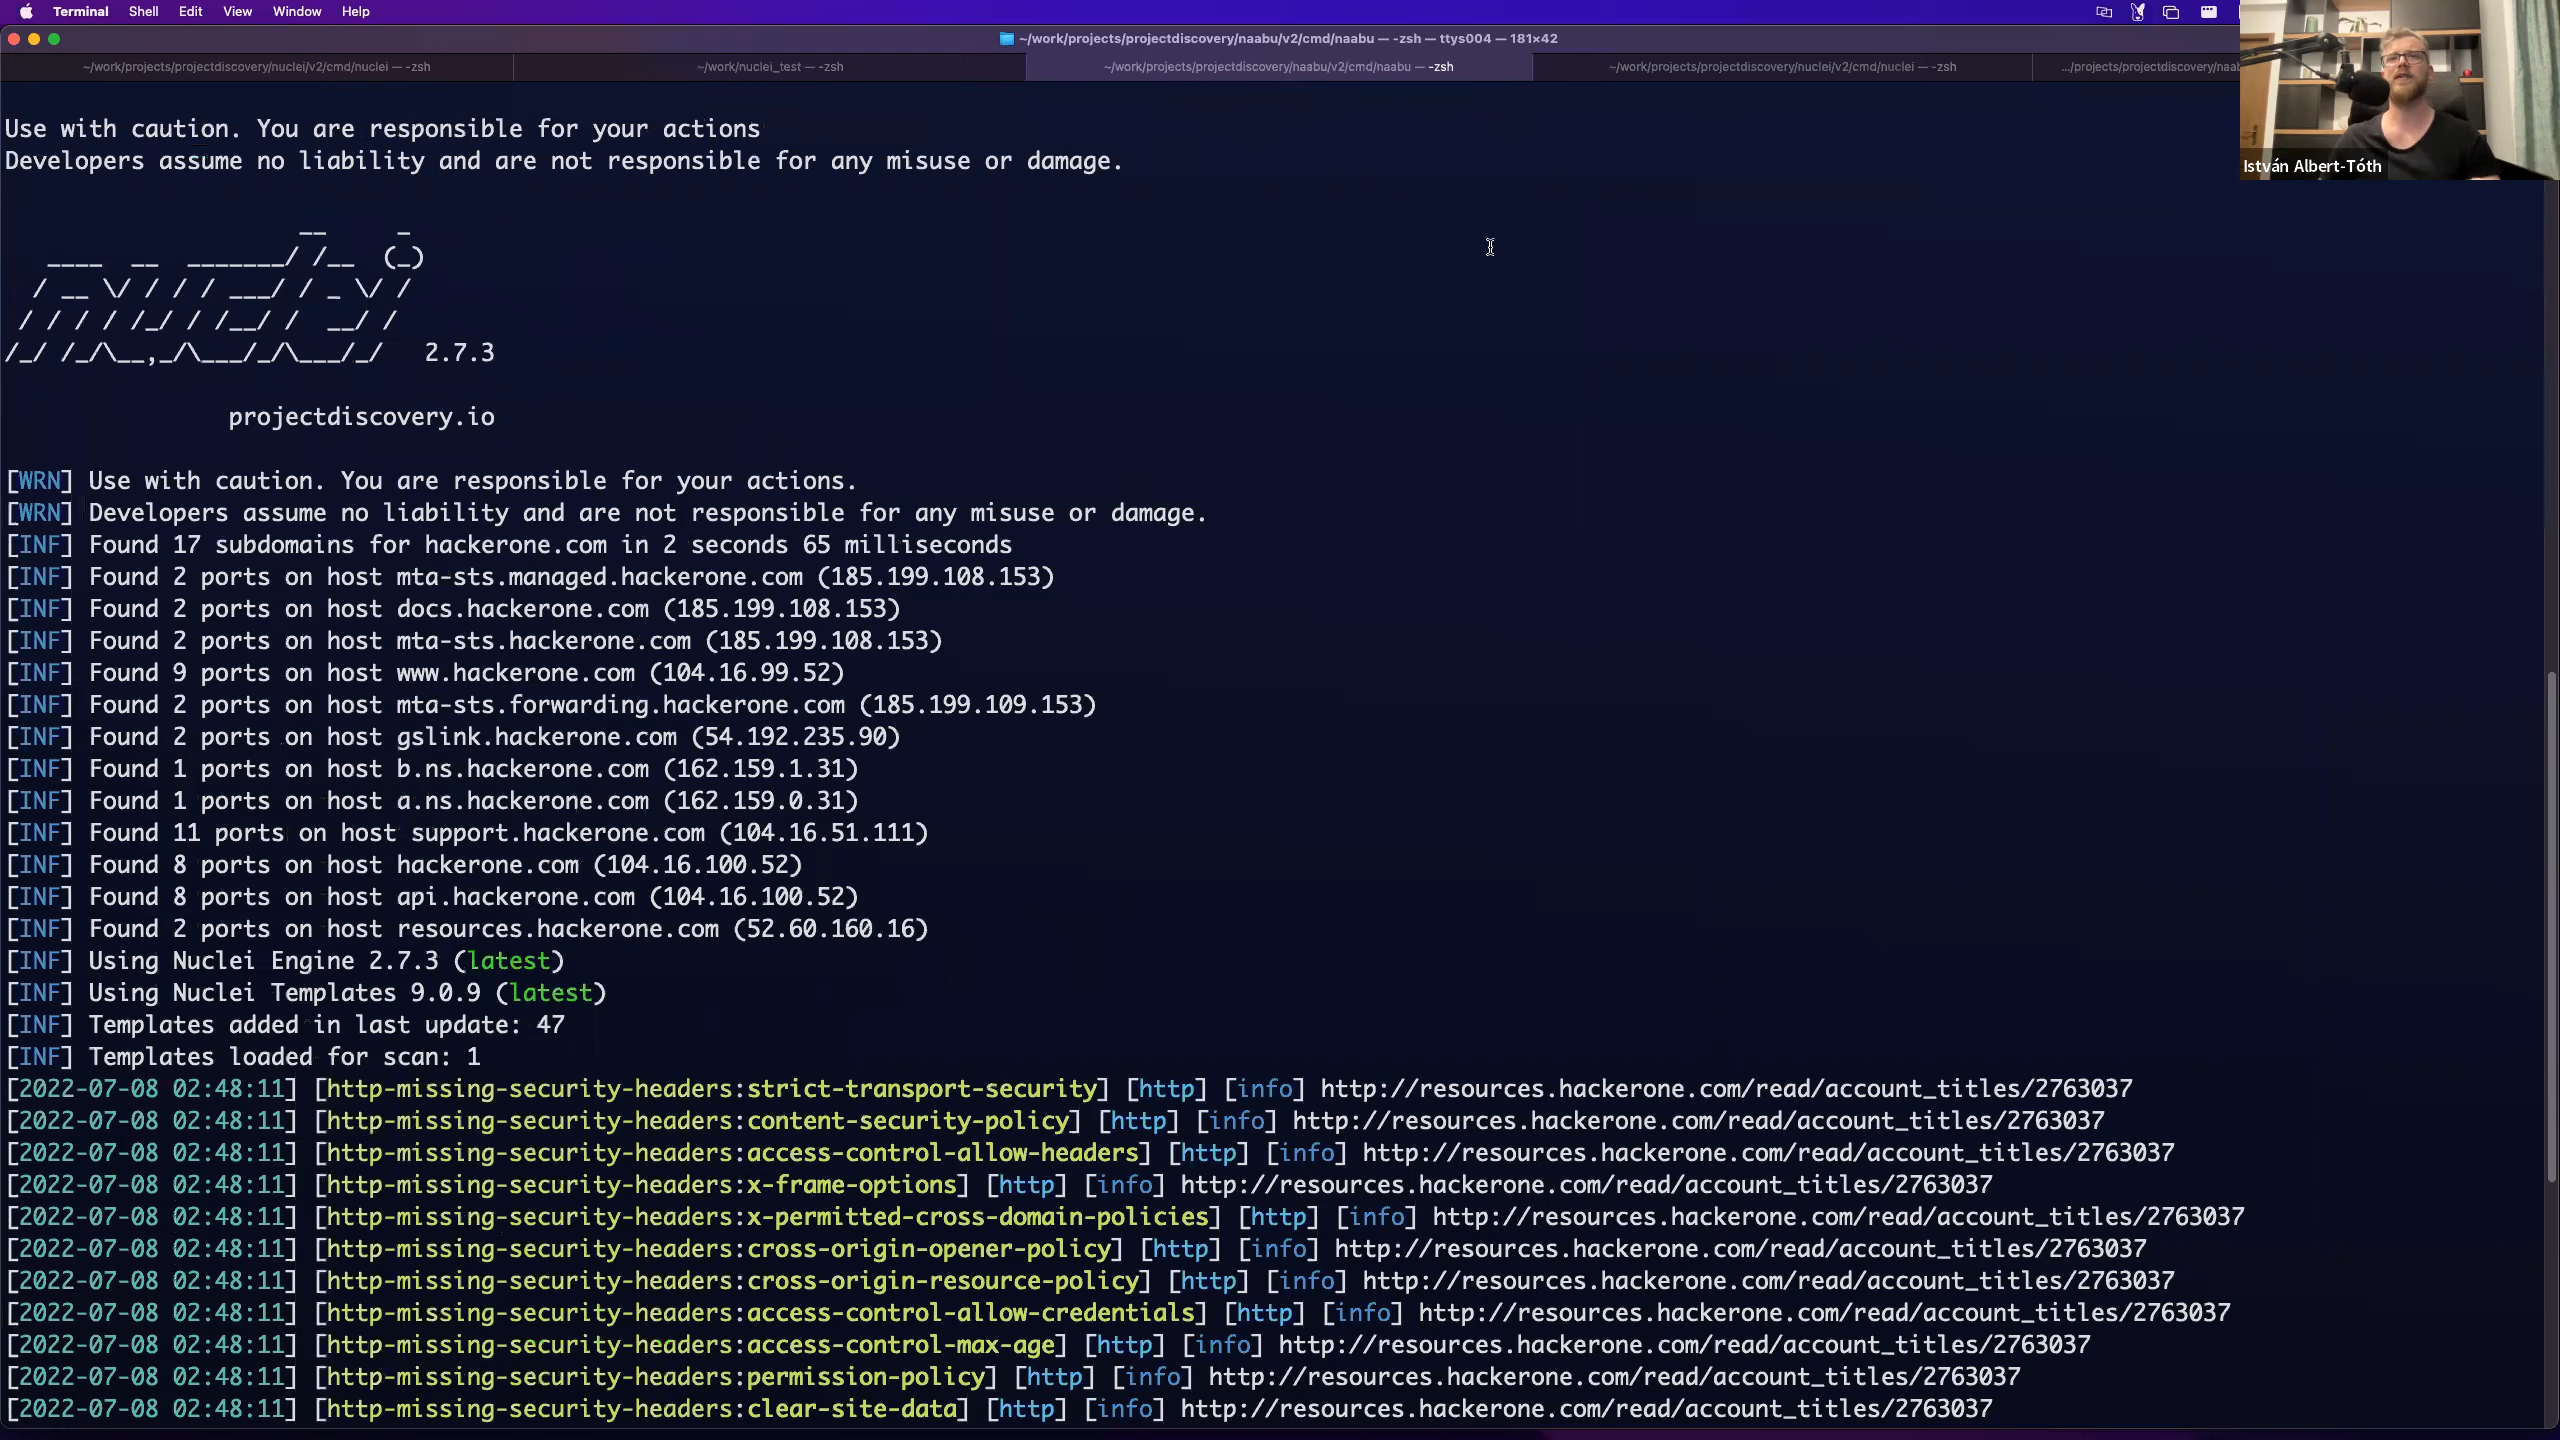 Terminal Shell Edit View Window Help
~/work/projects/projectdiscovery/naabu/v2/cmd/naabu — -zsh — ttys004 — 181×42
~/work/projects/projectdiscovery/nuclei/v2/cmd/nuclei — -zsh
~/work/nuclei_test — -zsh
~/work/projects/projectdiscovery/naabu/v2/cmd/naabu — -zsh
~/work/projects/projectdiscovery/nuclei/v2/cmd/nuclei — -zsh
.../projects/projectdiscovery/naab
István Albert-Tóth
Use with caution. You are responsible for your actions
Developers assume no liability and are not responsible for any misuse or damage.
nuclei 2.7.3
projectdiscovery.io
[WRN] Use with caution. You are responsible for your actions.
[WRN] Developers assume no liability and are not responsible for any misuse or damage.
[INF] Found 17 subdomains for hackerone.com in 2 seconds 65 milliseconds
[INF] Found 2 ports on host mta-sts.managed.hackerone.com (185.199.108.153)
[INF] Found 2 ports on host docs.hackerone.com (185.199.108.153)
[INF] Found 2 ports on host mta-sts.hackerone.com (185.199.108.153)
[INF] Found 9 ports on host www.hackerone.com (104.16.99.52)
[INF] Found 2 ports on host mta-sts.forwarding.hackerone.com (185.199.109.153)
[INF] Found 2 ports on host gslink.hackerone.com (54.192.235.90)
[INF] Found 1 ports on host b.ns.hackerone.com (162.159.1.31)
[INF] Found 1 ports on host a.ns.hackerone.com (162.159.0.31)
[INF] Found 11 ports on host support.hackerone.com (104.16.51.111)
[INF] Found 8 ports on host hackerone.com (104.16.100.52)
[INF] Found 8 ports on host api.hackerone.com (104.16.100.52)
[INF] Found 2 ports on host resources.hackerone.com (52.60.160.16)
[INF] Using Nuclei Engine 2.7.3 (latest)
[INF] Using Nuclei Templates 9.0.9 (latest)
[INF] Templates added in last update: 47
[INF] Templates loaded for scan: 1
[2022-07-08 02:48:11] [http-missing-security-headers:strict-transport-security] [http] [info] http://resources.hackerone.com/read/account_titles/2763037
[2022-07-08 02:48:11] [http-missing-security-headers:content-security-policy] [http] [info] http://resources.hackerone.com/read/account_titles/2763037
[2022-07-08 02:48:11] [http-missing-security-headers:access-control-allow-headers] [http] [info] http://resources.hackerone.com/read/account_titles/2763037
[2022-07-08 02:48:11] [http-missing-security-headers:x-frame-options] [http] [info] http://resources.hackerone.com/read/account_titles/2763037
[2022-07-08 02:48:11] [http-missing-security-headers:x-permitted-cross-domain-policies] [http] [info] http://resources.hackerone.com/read/account_titles/2763037
[2022-07-08 02:48:11] [http-missing-security-headers:cross-origin-opener-policy] [http] [info] http://resources.hackerone.com/read/account_titles/2763037
[2022-07-08 02:48:11] [http-missing-security-headers:cross-origin-resource-policy] [http] [info] http://resources.hackerone.com/read/account_titles/2763037
[2022-07-08 02:48:11] [http-missing-security-headers:access-control-allow-credentials] [http] [info] http://resources.hackerone.com/read/account_titles/2763037
[2022-07-08 02:48:11] [http-missing-security-headers:access-control-max-age] [http] [info] http://resources.hackerone.com/read/account_titles/2763037
[2022-07-08 02:48:11] [http-missing-security-headers:permission-policy] [http] [info] http://resources.hackerone.com/read/account_titles/2763037
[2022-07-08 02:48:11] [http-missing-security-headers:clear-site-data] [http] [info] http://resources.hackerone.com/read/account_titles/2763037